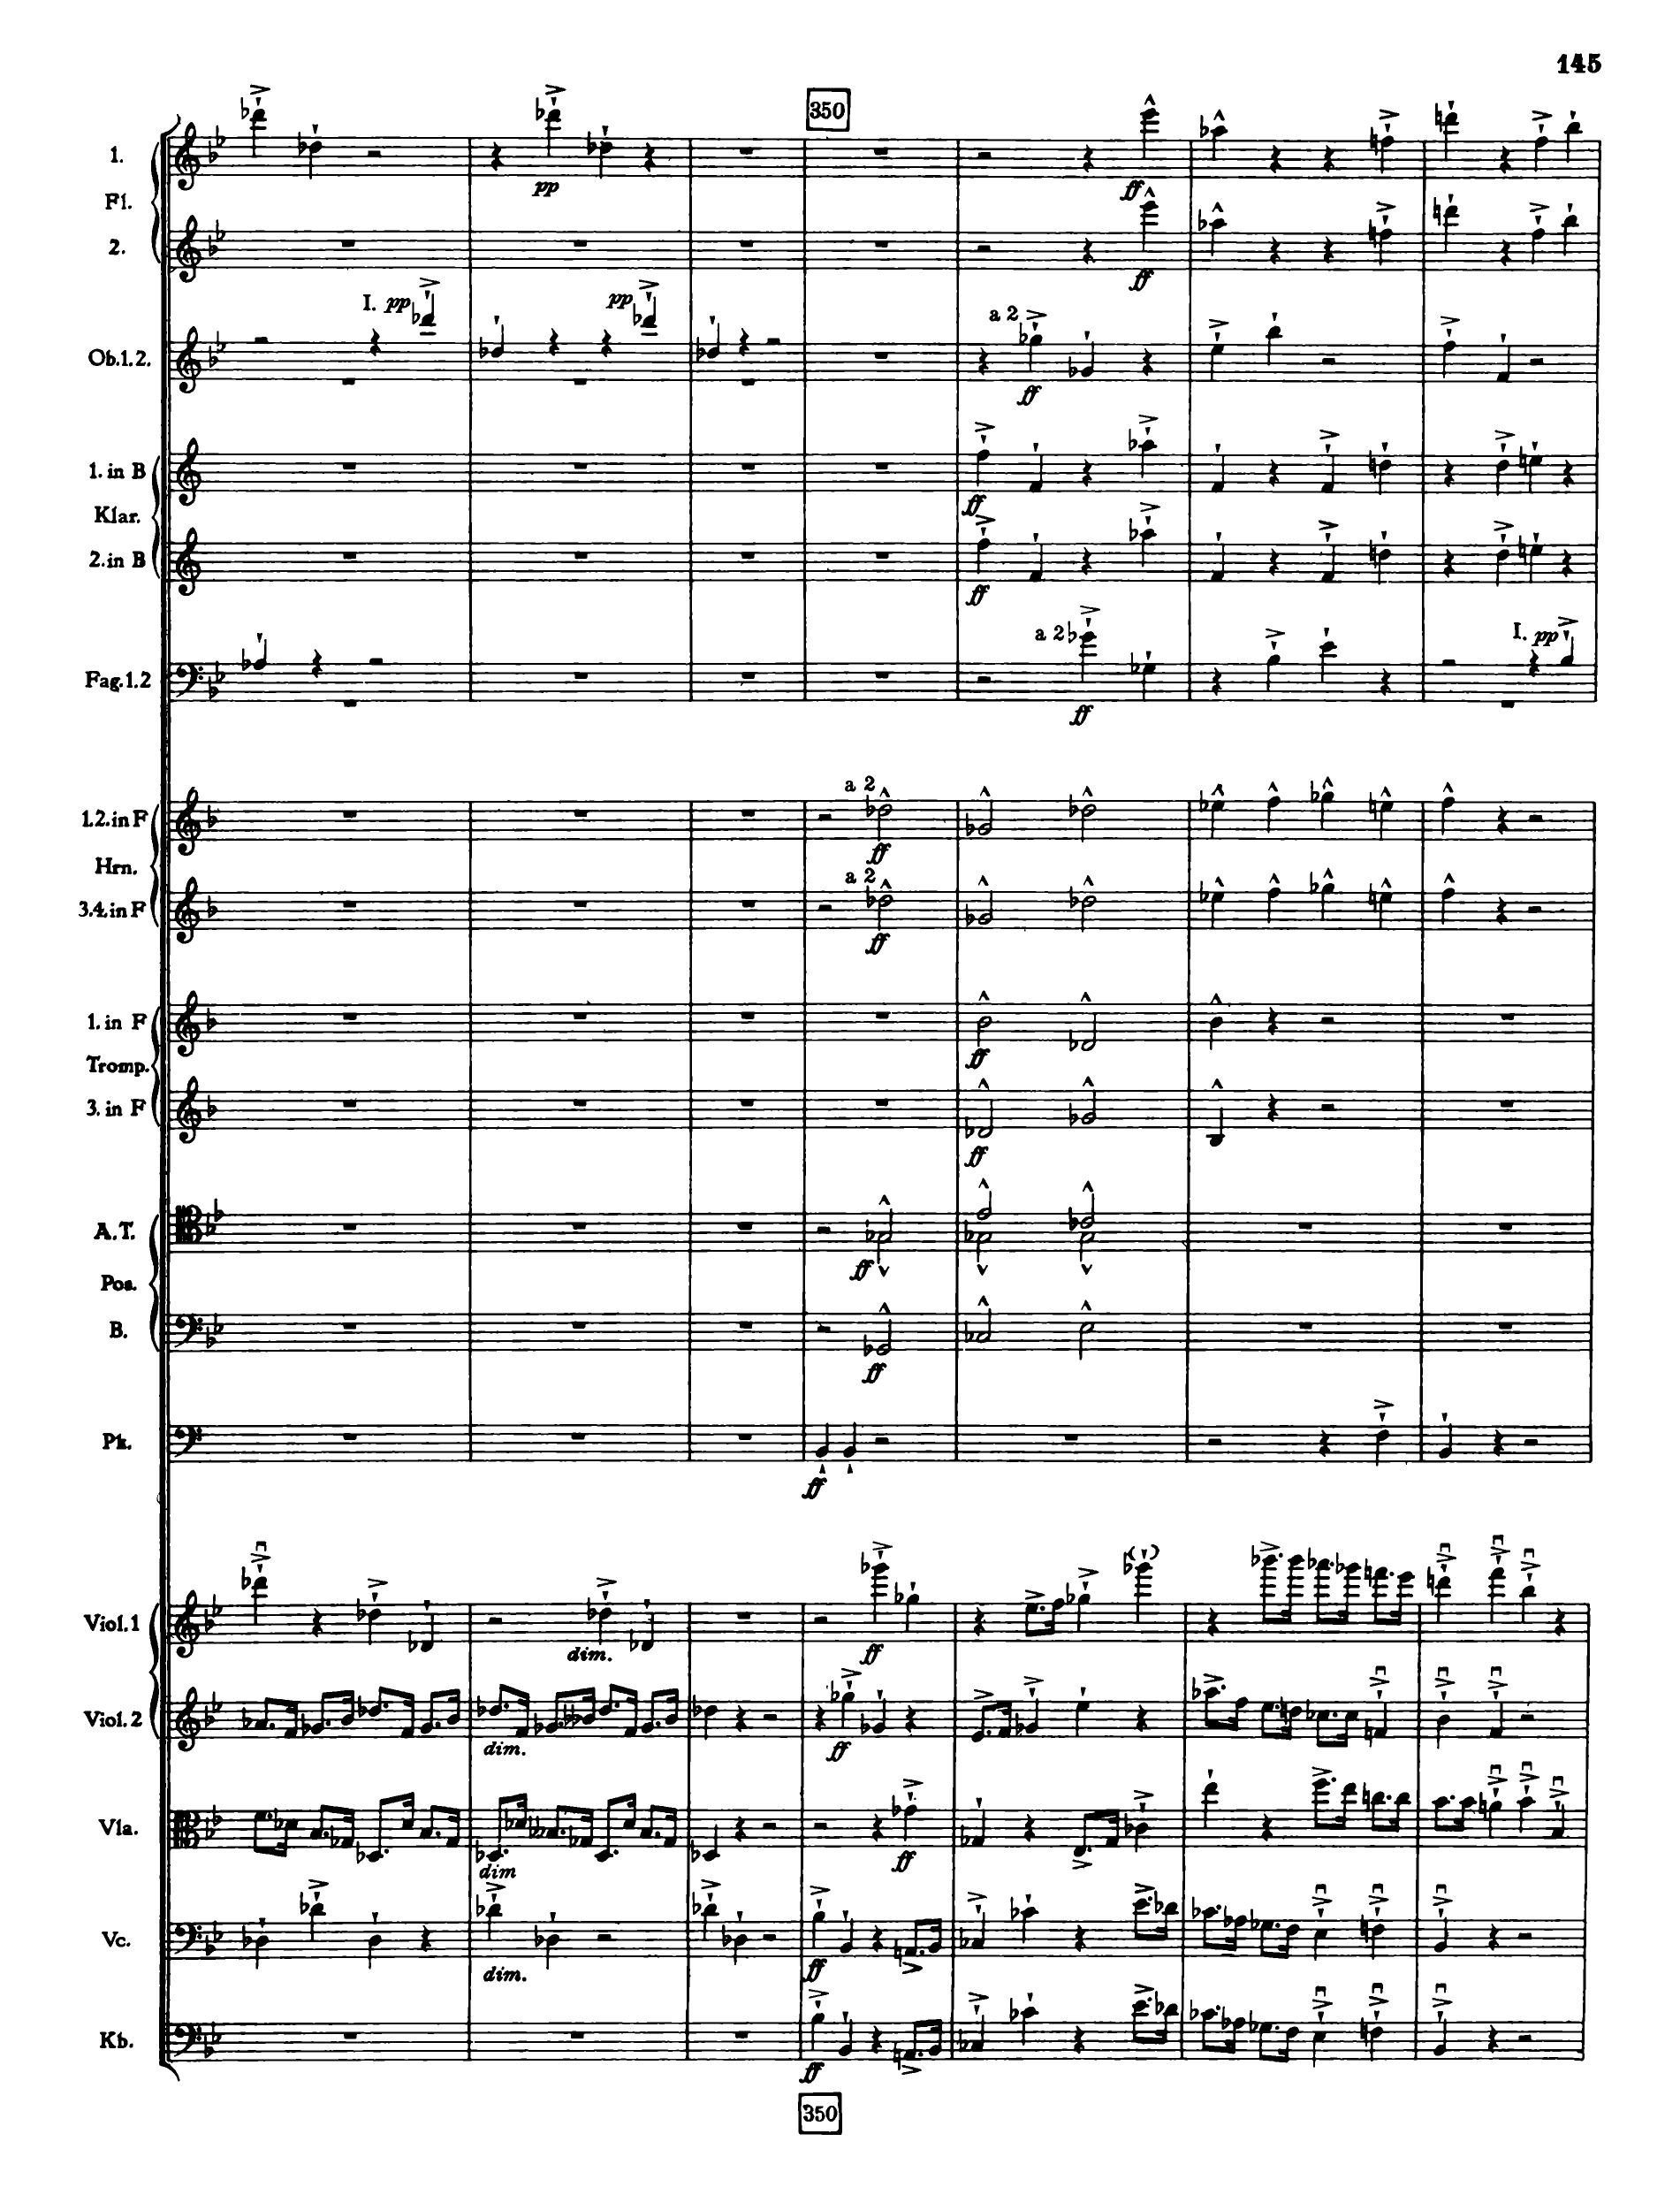 145
350
1.
Fl.
pp
ff
2.
ff
I. pp pp
Ob.1.2.
a 2
ff
1. in B
ff
Klar.
2. in B
ff
Fag.1.2
a 2
I. pp
ff
1.2. in F
a 2
ff
Hrn.
3.4. in F
a 2
ff
1. in F
ff
Tromp.
3. in F
ff
A.T.
ff
Pos.
B.
ff
Pk.
ff
Viol.1
dim.
ff
Viol. 2
dim.
ff
Vla.
dim
ff
Vc.
dim.
ff
Kb.
ff
350